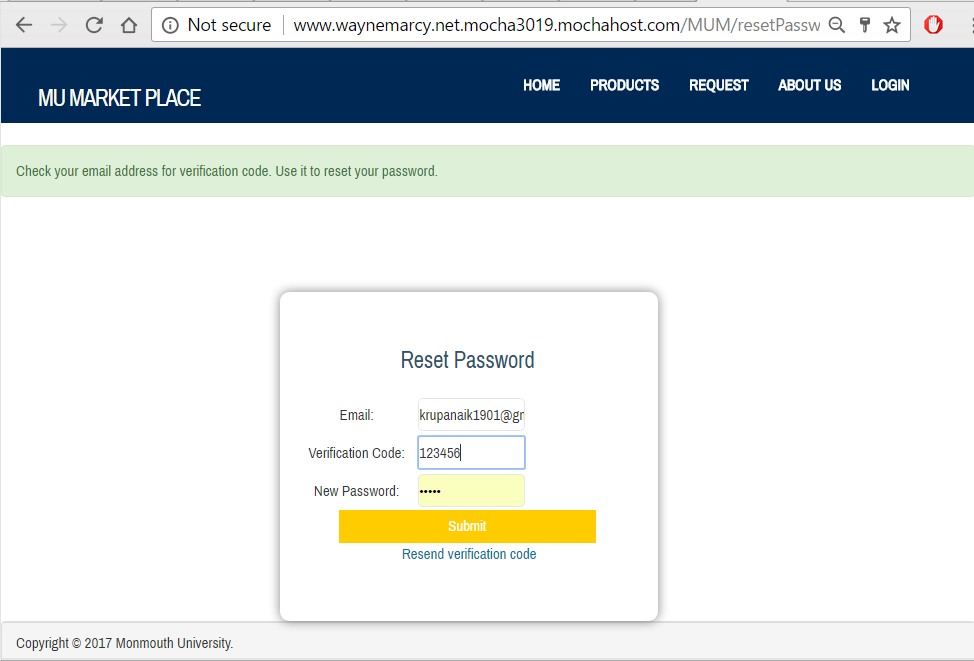 Not secure www.waynemarcy.net.mocha3019.mochahost.com/MUM/resetPassw
MU MARKET PLACE HOME PRODUCTS REQUEST ABOUT US LOGIN
Check your email address for verification code. Use it to reset your password.
Reset Password
Email: krupanaik1901@gm
Verification Code: 123456
New Password: •••••
Submit
Resend verification code
Copyright © 2017 Monmouth University.